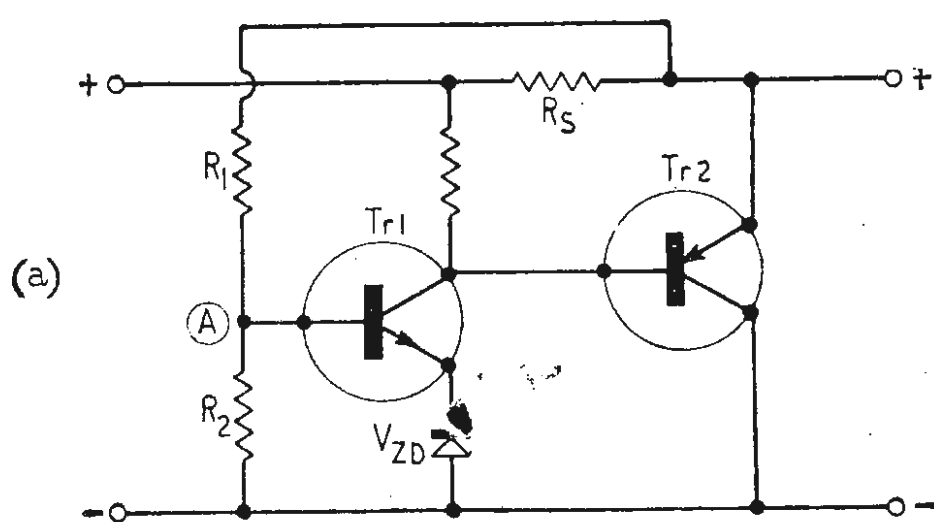 +
+
R_S
R_1
Tr2
Tr1
(a)
A
R_2
V_ZD
-
-